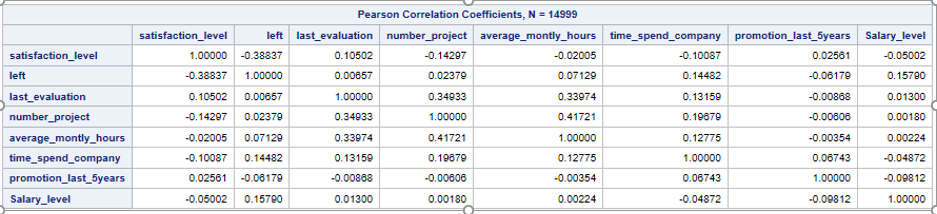 Pearson Correlation Coefficients, N = 14999
satisfaction_level left last_evaluation number_project average_montly_hours time_spend_company promotion_last_5years Salary_level
satisfaction_level 1.00000 -0.38837 0.10502 -0.14297 -0.02005 -0.10087 0.02561 -0.05002
left -0.38837 1.00000 0.00657 0.02379 0.07129 0.14482 -0.06179 0.15790
last_evaluation 0.10502 0.00657 1.00000 0.34933 0.33974 0.13159 -0.00868 0.01300
number_project -0.14297 0.02379 0.34933 1.00000 0.41721 0.19679 -0.00606 0.00180
average_montly_hours -0.02005 0.07129 0.33974 0.41721 1.00000 0.12775 -0.00354 0.00224
time_spend_company -0.10087 0.14482 0.13159 0.19679 0.12775 1.00000 0.06743 -0.04872
promotion_last_5years 0.02561 -0.06179 -0.00868 -0.00606 -0.00354 0.06743 1.00000 -0.09812
Salary_level -0.05002 0.15790 0.01300 0.00180 0.00224 -0.04872 -0.09812 1.00000